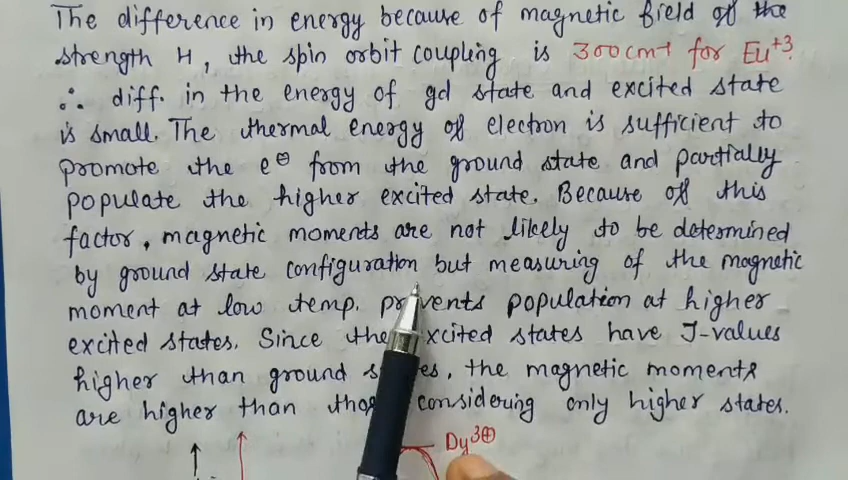 The difference in energy because of magnetic field of the
strength H, the spin orbit coupling is 300cm-1 for Eu+3.
∴ diff. in the energy of gd state and excited state
is small. The thermal energy of electron is sufficient to
promote the e⊖ from the ground state and partially
populate the higher excited state. Because of this
factor, magnetic moments are not likely to be determined
by ground state configuration but measuring of the magnetic
moment at low temp. prevents population at higher
excited states. Since the excited states have J-values
higher than ground states, the magnetic moments
are higher than those considering only higher states.
Dy3⊕